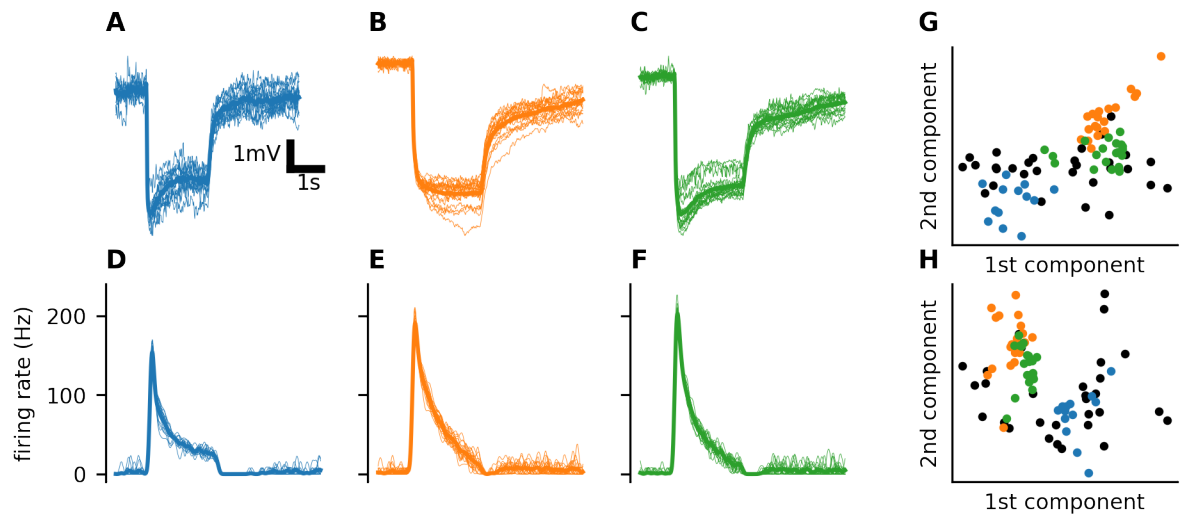 A
B
C
G
1mV
1s
2nd component
1st component
D
E
F
H
firing rate (Hz)
200
100
0
2nd component
1st component